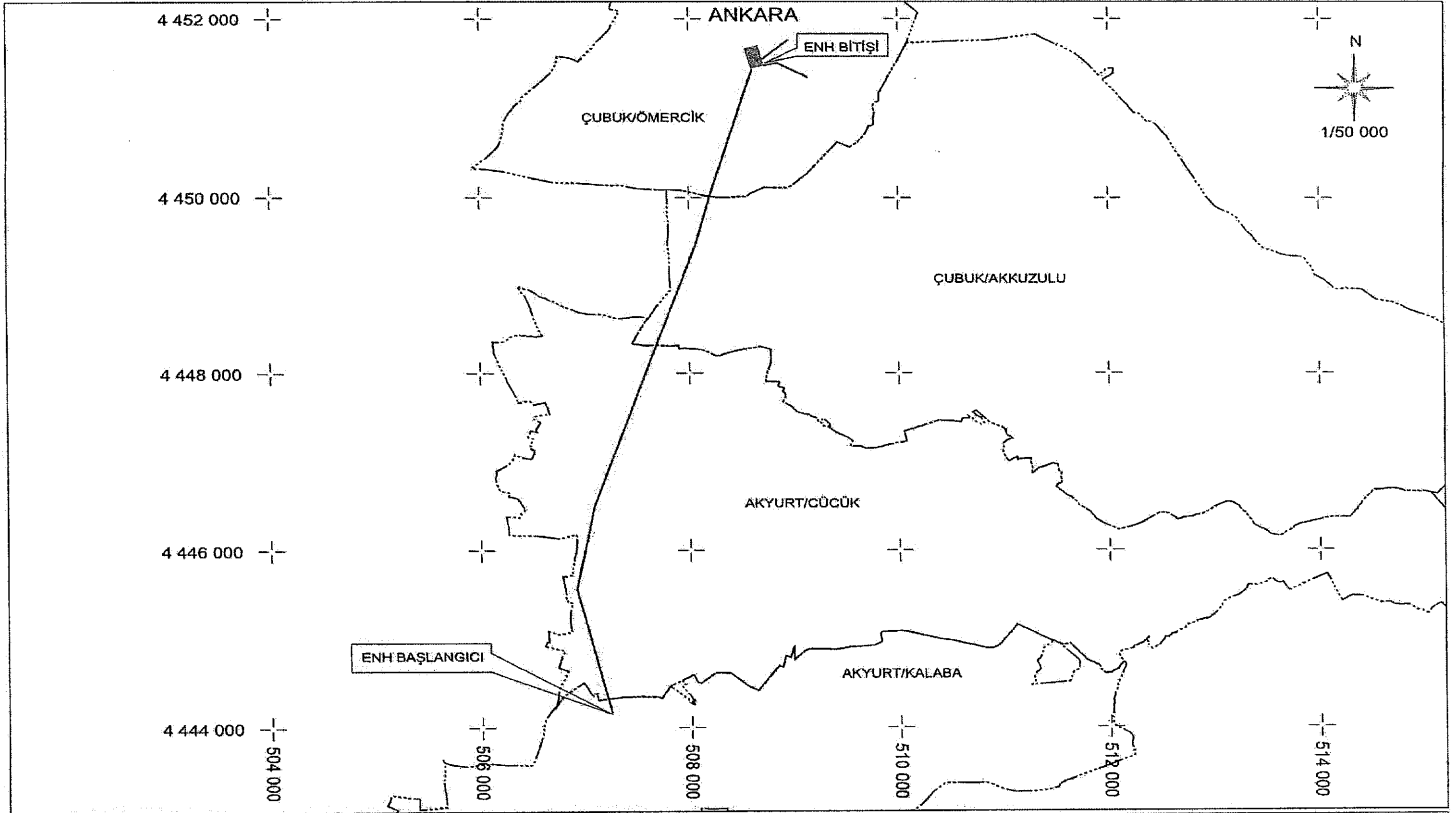 4 452 000
ANKARA
ENH BİTİŞİ
N
ÇUBUK/ÖMERCİK
1/50 000
4 450 000
ÇUBUK/AKKUZULU
4 448 000
AKYURT/CÜCÜK
4 446 000
ENH BAŞLANGICI
AKYURT/KALABA
4 444 000
504 000
506 000
508 000
510 000
512 000
514 000